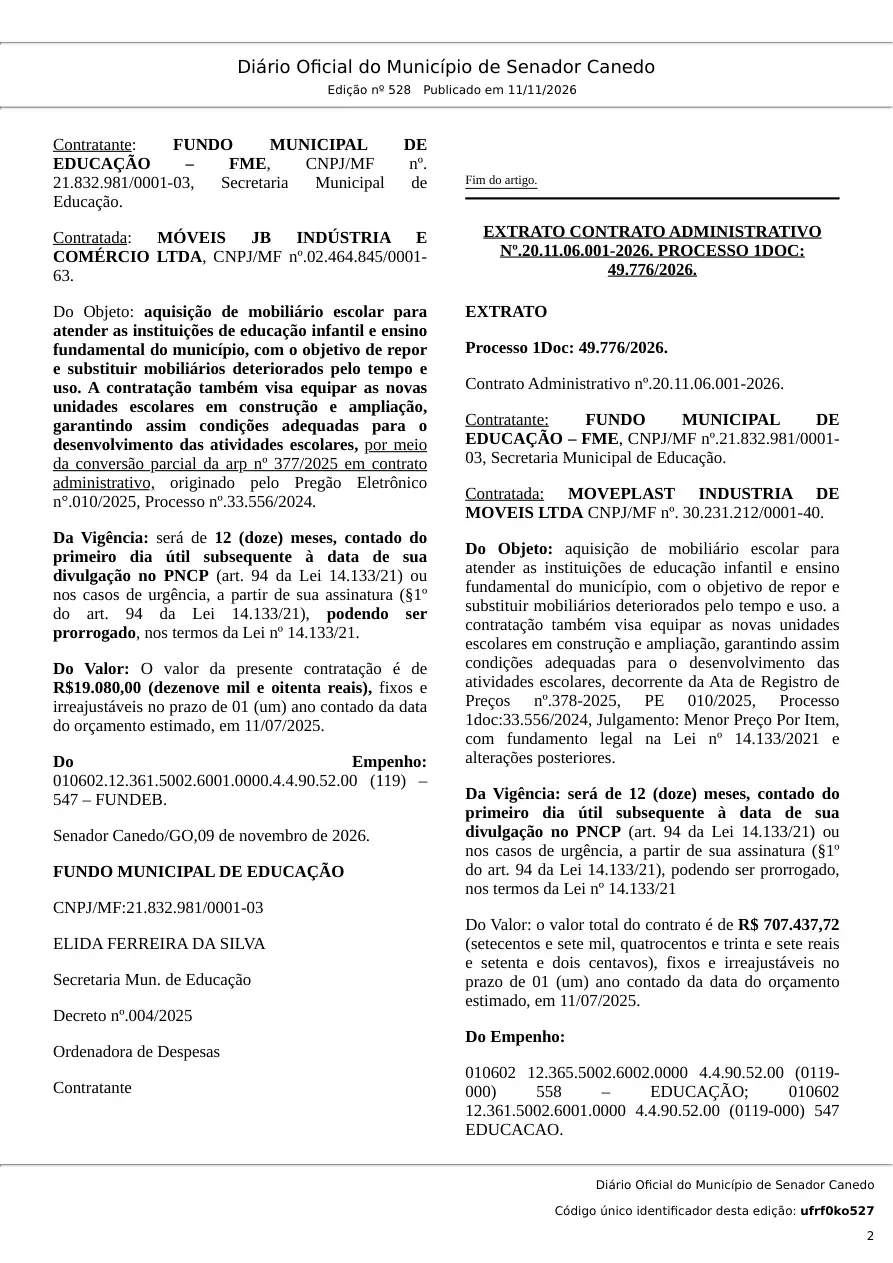 Diário Oficial do Município de Senador Canedo
Edição nº 528 Publicado em 11/11/2026
Contratante: FUNDO MUNICIPAL DE
EDUCAÇÃO – FME, CNPJ/MF nº.
21.832.981/0001-03, Secretaria Municipal de
Educação.
Contratada: MÓVEIS JB INDÚSTRIA E
COMÉRCIO LTDA, CNPJ/MF nº.02.464.845/0001-
63.
Do Objeto: aquisição de mobiliário escolar para
atender as instituições de educação infantil e ensino
fundamental do município, com o objetivo de repor
e substituir mobiliários deteriorados pelo tempo e
uso. A contratação também visa equipar as novas
unidades escolares em construção e ampliação,
garantindo assim condições adequadas para o
desenvolvimento das atividades escolares, por meio
da conversão parcial da arp nº 377/2025 em contrato
administrativo, originado pelo Pregão Eletrônico
n°.010/2025, Processo nº.33.556/2024.
Da Vigência: será de 12 (doze) meses, contado do
primeiro dia útil subsequente à data de sua
divulgação no PNCP (art. 94 da Lei 14.133/21) ou
nos casos de urgência, a partir de sua assinatura (§1º
do art. 94 da Lei 14.133/21), podendo ser
prorrogado, nos termos da Lei nº 14.133/21.
Do Valor: O valor da presente contratação é de
R$19.080,00 (dezenove mil e oitenta reais), fixos e
irreajustáveis no prazo de 01 (um) ano contado da data
do orçamento estimado, em 11/07/2025.
Do Empenho:
010602.12.361.5002.6001.0000.4.4.90.52.00 (119) –
547 – FUNDEB.
Senador Canedo/GO,09 de novembro de 2026.
FUNDO MUNICIPAL DE EDUCAÇÃO
CNPJ/MF:21.832.981/0001-03
ELIDA FERREIRA DA SILVA
Secretaria Mun. de Educação
Decreto nº.004/2025
Ordenadora de Despesas
Contratante
Fim do artigo.
EXTRATO CONTRATO ADMINISTRATIVO
Nº.20.11.06.001-2026. PROCESSO 1DOC:
49.776/2026.
EXTRATO
Processo 1Doc: 49.776/2026.
Contrato Administrativo nº.20.11.06.001-2026.
Contratante: FUNDO MUNICIPAL DE
EDUCAÇÃO – FME, CNPJ/MF nº.21.832.981/0001-
03, Secretaria Municipal de Educação.
Contratada: MOVEPLAST INDUSTRIA DE
MOVEIS LTDA CNPJ/MF nº. 30.231.212/0001-40.
Do Objeto: aquisição de mobiliário escolar para
atender as instituições de educação infantil e ensino
fundamental do município, com o objetivo de repor e
substituir mobiliários deteriorados pelo tempo e uso. a
contratação também visa equipar as novas unidades
escolares em construção e ampliação, garantindo assim
condições adequadas para o desenvolvimento das
atividades escolares, decorrente da Ata de Registro de
Preços nº.378-2025, PE 010/2025, Processo
1doc:33.556/2024, Julgamento: Menor Preço Por Item,
com fundamento legal na Lei nº 14.133/2021 e
alterações posteriores.
Da Vigência: será de 12 (doze) meses, contado do
primeiro dia útil subsequente à data de sua
divulgação no PNCP (art. 94 da Lei 14.133/21) ou
nos casos de urgência, a partir de sua assinatura (§1º
do art. 94 da Lei 14.133/21), podendo ser prorrogado,
nos termos da Lei nº 14.133/21
Do Valor: o valor total do contrato é de R$ 707.437,72
(setecentos e sete mil, quatrocentos e trinta e sete reais
e setenta e dois centavos), fixos e irreajustáveis no
prazo de 01 (um) ano contado da data do orçamento
estimado, em 11/07/2025.
Do Empenho:
010602 12.365.5002.6002.0000 4.4.90.52.00 (0119-
000) 558 – EDUCAÇÃO; 010602
12.361.5002.6001.0000 4.4.90.52.00 (0119-000) 547
EDUCACAO.
Diário Oficial do Município de Senador Canedo
Código único identificador desta edição: ufrf0ko527
2